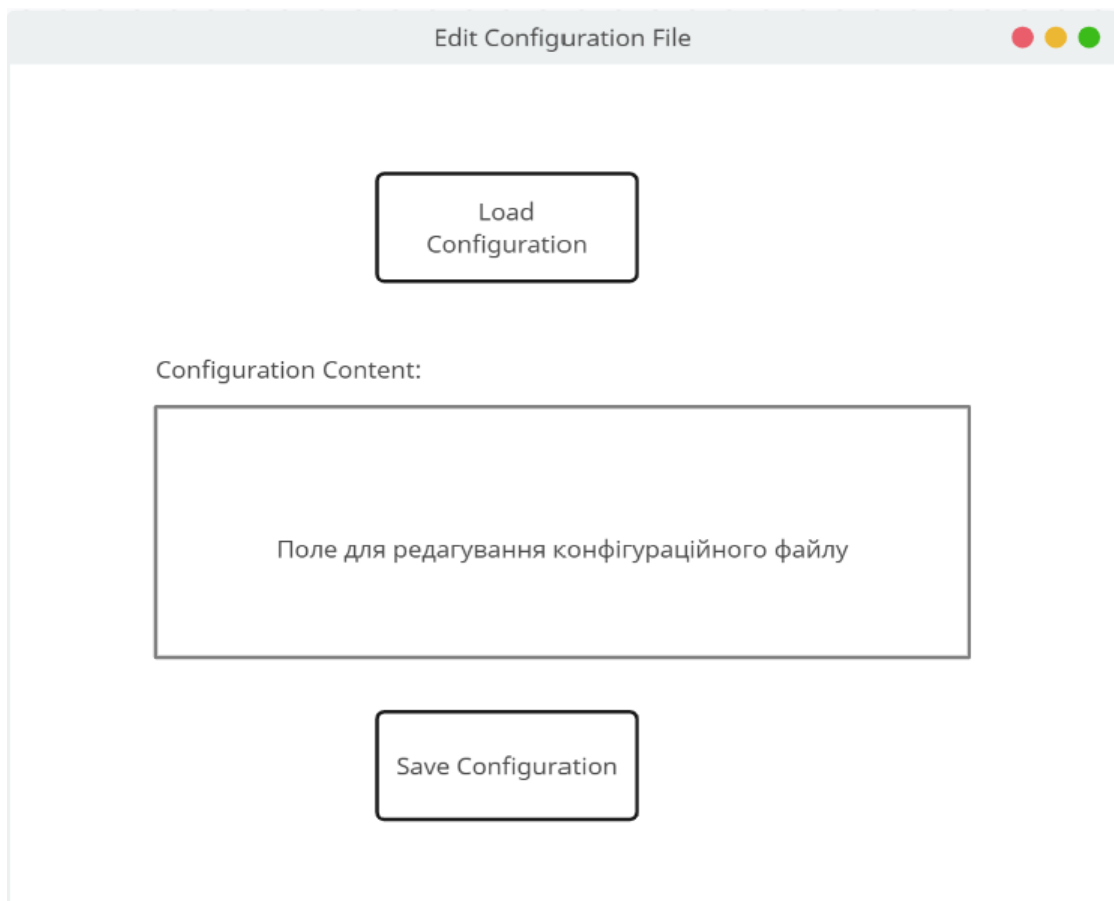 Edit Configuration File
Load
Configuration
Configuration Content:
Поле для редагування конфігураційного файлу
Save Configuration